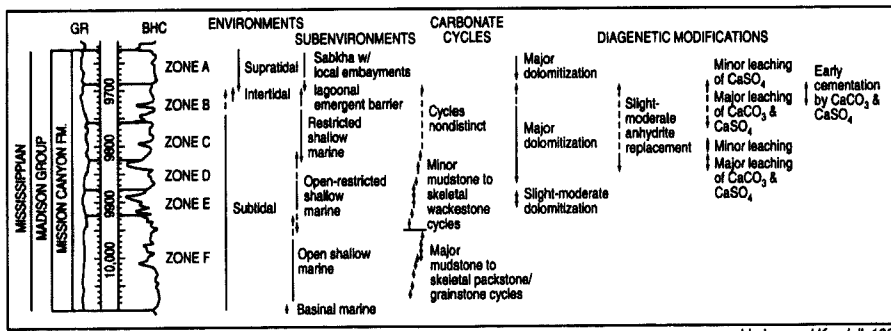 ENVIRONMENTS
SUBENVIRONMENTS
CARBONATE
CYCLES
DIAGENETIC MODIFICATIONS
GR
BHC
MISSISSIPPIAN
MADISON GROUP
MISSION CANYON FM.
9700
9800
9900
10,000
ZONE A
ZONE B
ZONE C
ZONE D
ZONE E
ZONE F
Supratidal
Intertidal
Subtidal
Sabkha w/
local embayments
lagoonal
emergent barrier
Restricted
shallow
marine
Open-restricted
shallow
marine
Open shallow
marine
Basinal marine
Cycles
nondistinct
Minor
mudstone to
skeletal
wackestone
cycles
Major
mudstone to
skeletal packstone/
grainstone cycles
Major
dolomitization
Major
dolomitization
Slight-moderate
dolomitization
Slight-
moderate
anhydrite
replacement
Minor leaching
of CaSO4
Major leaching
of CaCO3 &
CaSO4
Minor leaching
Major leaching
of CaCO3 &
CaSO4
Early
cementation
by CaCO3 &
CaSO4